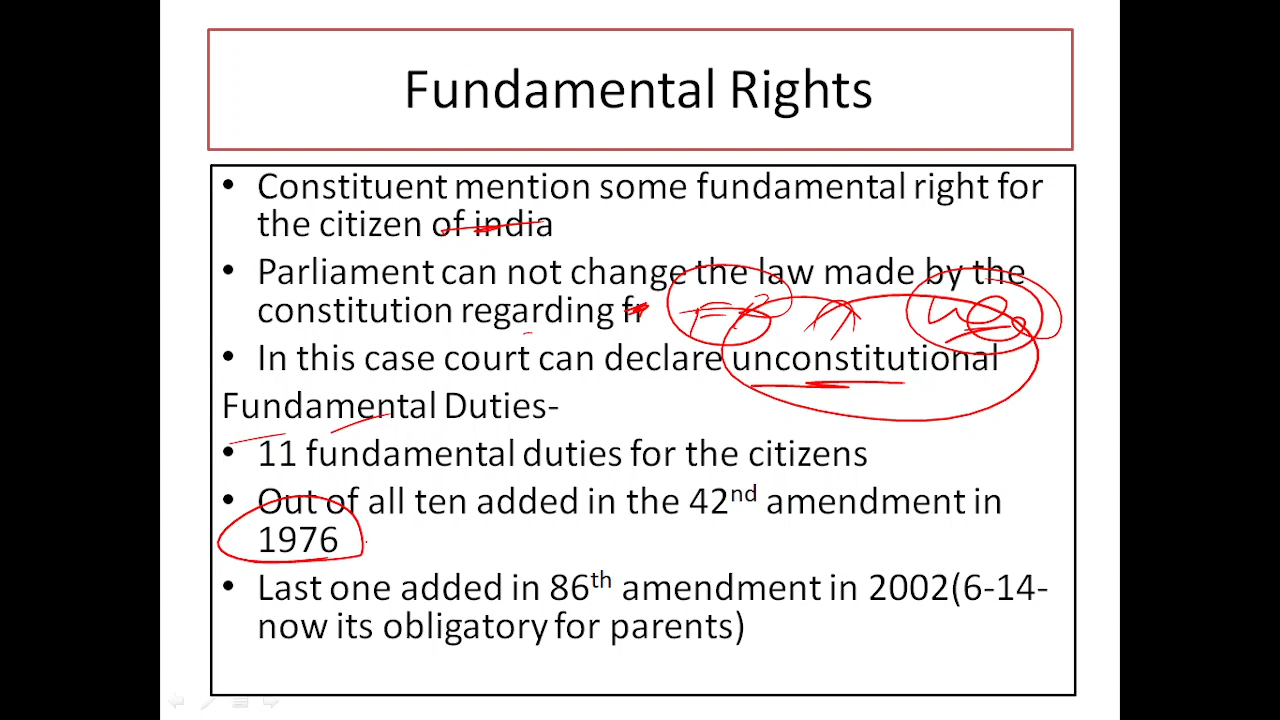 Fundamental Rights
• Constituent mention some fundamental right for
the citizen of india
• Parliament can not change the law made by the
constitution regarding fr
• In this case court can declare unconstitutional
Fundamental Duties-
• 11 fundamental duties for the citizens
• Out of all ten added in the 42nd amendment in
1976
• Last one added in 86th amendment in 2002(6-14-
now its obligatory for parents)